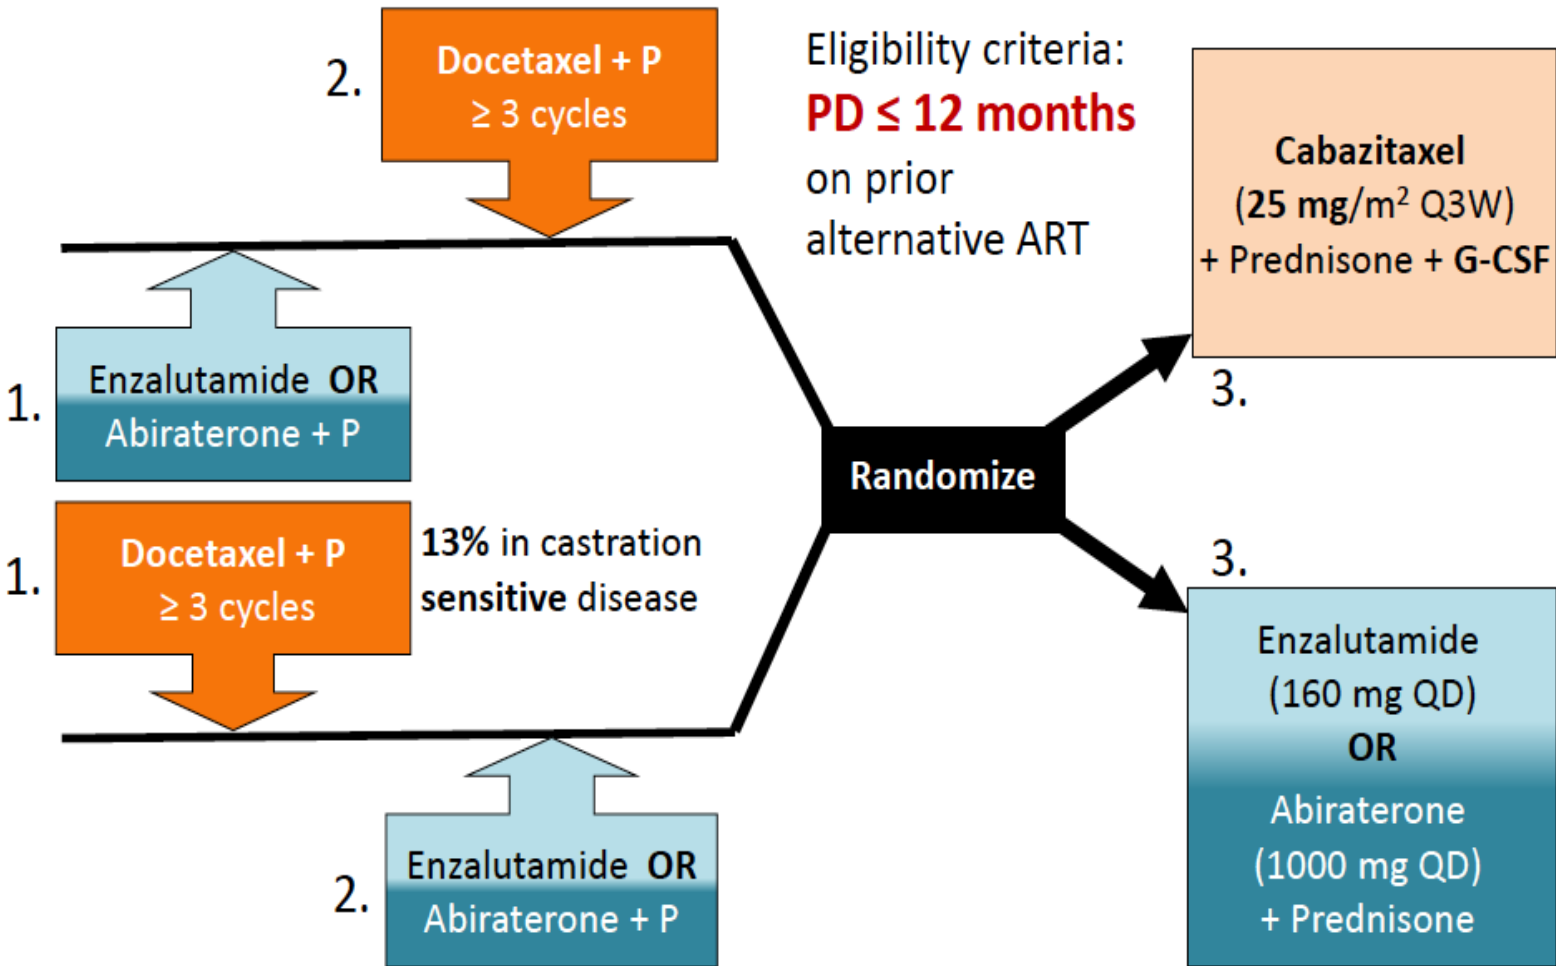 2.
Docetaxel + P
≥ 3 cycles
Eligibility criteria:
PD ≤ 12 months
on prior
alternative ART
Cabazitaxel
(25 mg/m² Q3W)
+ Prednisone + G-CSF
1.
Enzalutamide OR
Abiraterone + P
3.
Randomize
1.
Docetaxel + P
≥ 3 cycles
13% in castration
sensitive disease
3.
Enzalutamide
(160 mg QD)
OR
Abiraterone
(1000 mg QD)
+ Prednisone
2.
Enzalutamide OR
Abiraterone + P